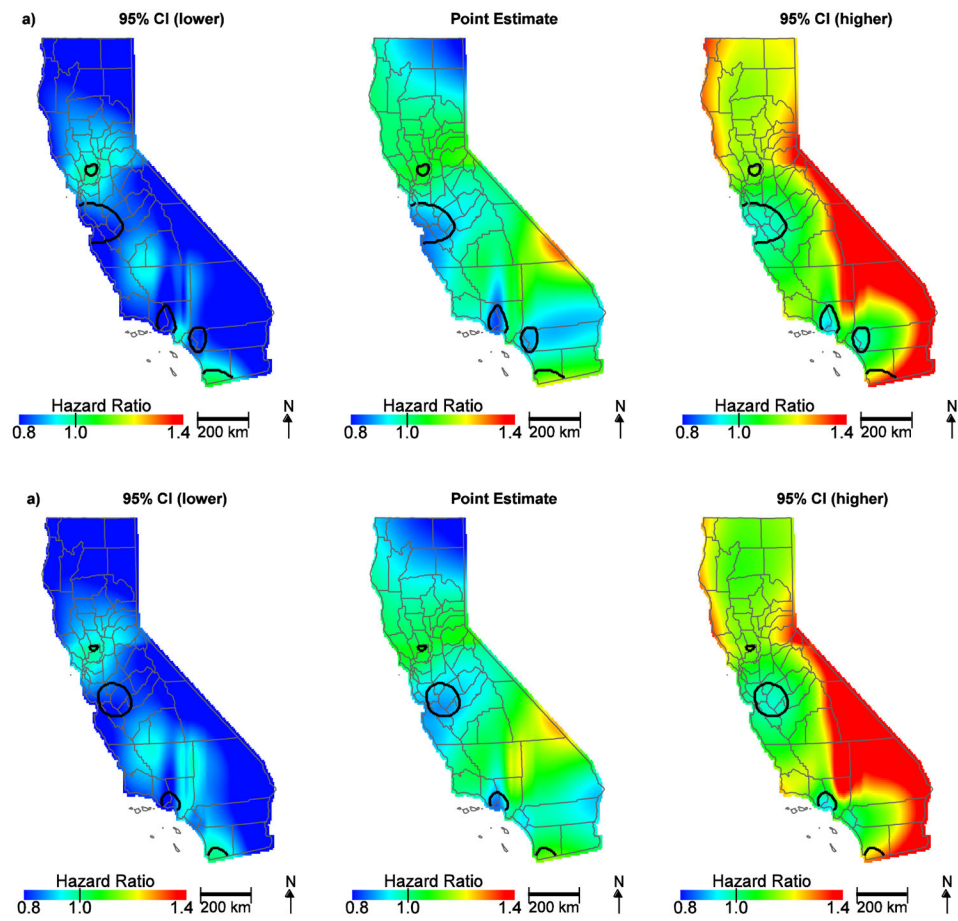 a) 95% CI (lower) Point Estimate 95% CI (higher)
Hazard Ratio N Hazard Ratio N Hazard Ratio N
0.8 1.0 1.4 200 km 0.8 1.0 1.4 200 km 0.8 1.0 1.4 200 km
a) 95% CI (lower) Point Estimate 95% CI (higher)
Hazard Ratio N Hazard Ratio N Hazard Ratio N
0.8 1.0 1.4 200 km 0.8 1.0 1.4 200 km 0.8 1.0 1.4 200 km